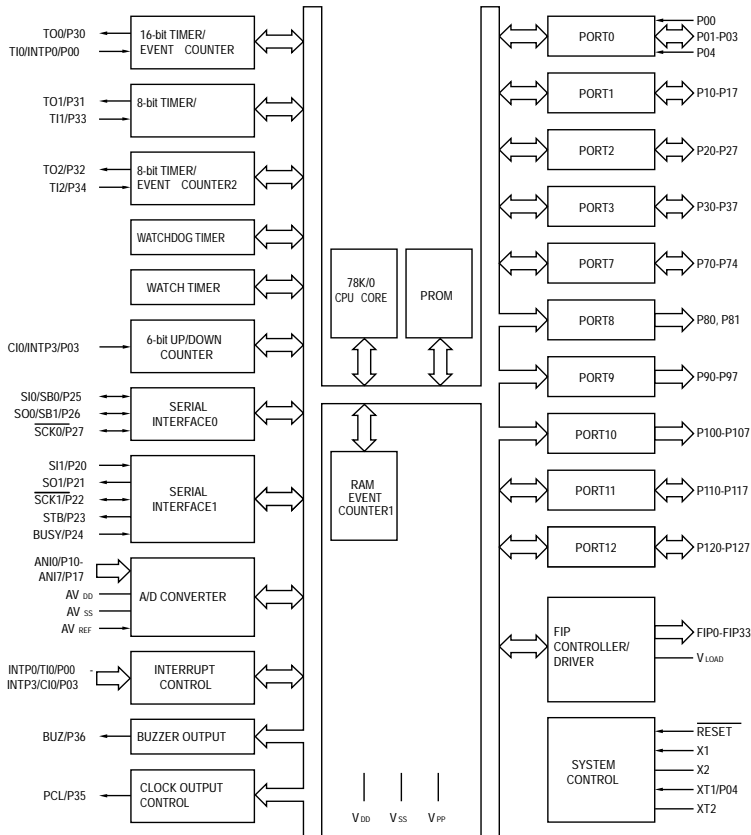 TO0/P30
TI0/INTP0/P00
16-bit TIMER/
EVENT COUNTER
TO1/P31
TI1/P33
8-bit TIMER/
TO2/P32
TI2/P34
8-bit TIMER/
EVENT COUNTER2
WATCHDOG TIMER
WATCH TIMER
CI0/INTP3/P03
6-bit UP/DOWN
COUNTER
SI0/SB0/P25
SO0/SB1/P26
SCK0/P27
SERIAL
INTERFACE0
SI1/P20
SO1/P21
SCK1/P22
STB/P23
BUSY/P24
SERIAL
INTERFACE1
ANI0/P10-
ANI7/P17
AV DD
AV SS
AV REF
A/D CONVERTER
INTP0/TI0/P00 -
INTP3/CI0/P03
INTERRUPT
CONTROL
BUZ/P36
BUZZER OUTPUT
PCL/P35
CLOCK OUTPUT
CONTROL
78K/0
CPU CORE
PROM
RAM
EVENT
COUNTER1
VDD
VSS
VPP
PORT0
P00
P01-P03
P04
PORT1
P10-P17
PORT2
P20-P27
PORT3
P30-P37
PORT7
P70-P74
PORT8
P80, P81
PORT9
P90-P97
PORT10
P100-P107
PORT11
P110-P117
PORT12
P120-P127
FIP
CONTROLLER/
DRIVER
FIP0-FIP33
VLOAD
SYSTEM
CONTROL
RESET
X1
X2
XT1/P04
XT2